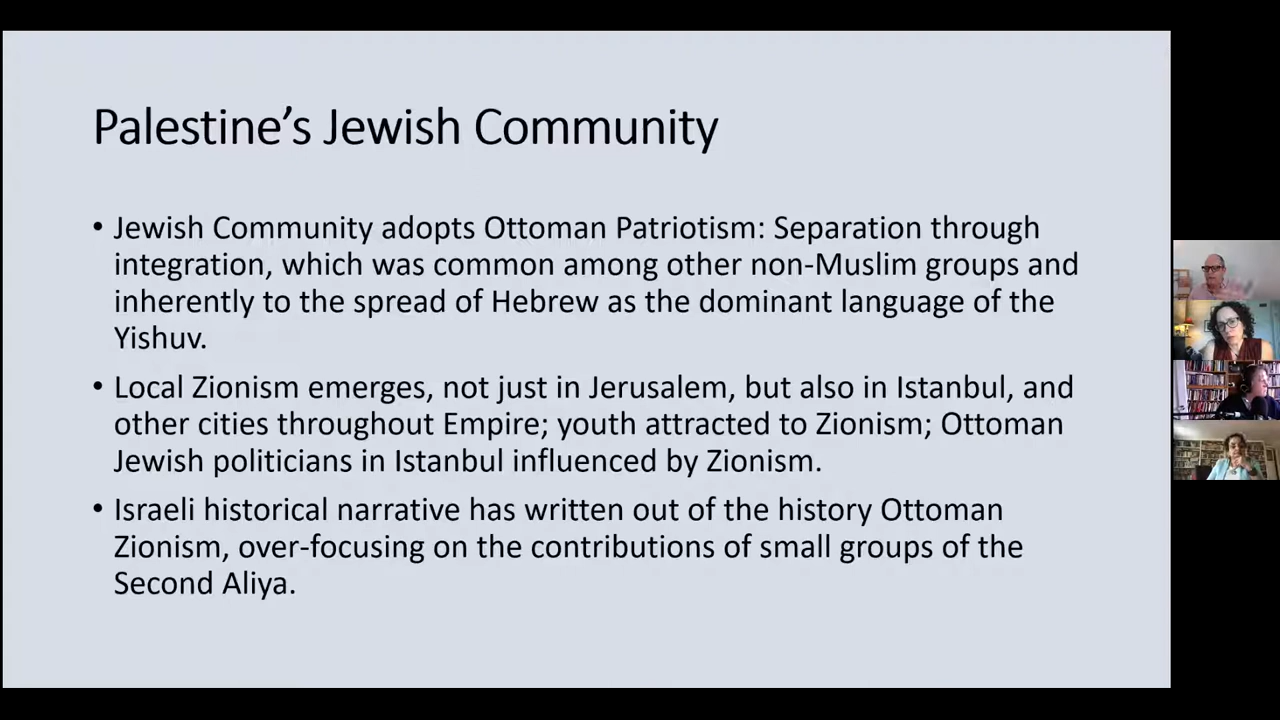 Palestine’s Jewish Community
• Jewish Community adopts Ottoman Patriotism: Separation through
integration, which was common among other non-Muslim groups and
inherently to the spread of Hebrew as the dominant language of the
Yishuv.
• Local Zionism emerges, not just in Jerusalem, but also in Istanbul, and
other cities throughout Empire; youth attracted to Zionism; Ottoman
Jewish politicians in Istanbul influenced by Zionism.
• Israeli historical narrative has written out of the history Ottoman
Zionism, over-focusing on the contributions of small groups of the
Second Aliya.